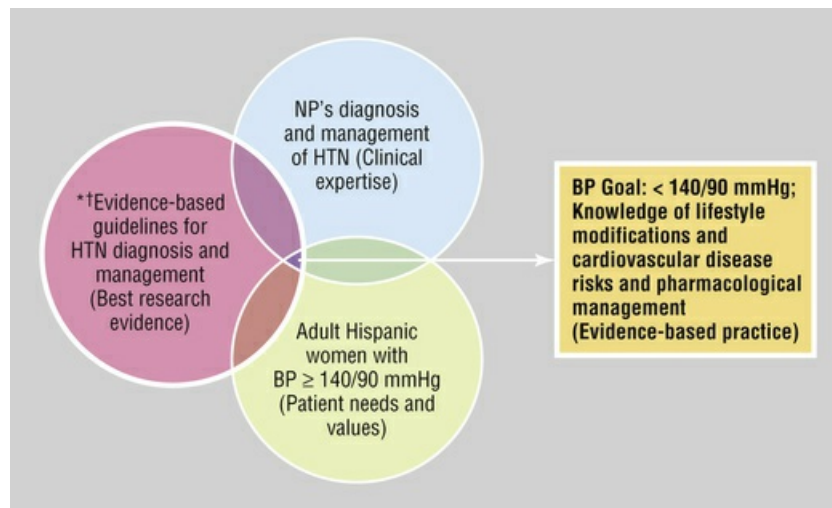 NP's diagnosis
and management
of HTN (Clinical
expertise)
*†Evidence-based
guidelines for
HTN diagnosis and
management
(Best research
evidence)
Adult Hispanic
women with
BP ≥ 140/90 mmHg
(Patient needs and
values)
BP Goal: < 140/90 mmHg;
Knowledge of lifestyle
modifications and
cardiovascular disease
risks and pharmacological
management
(Evidence-based practice)